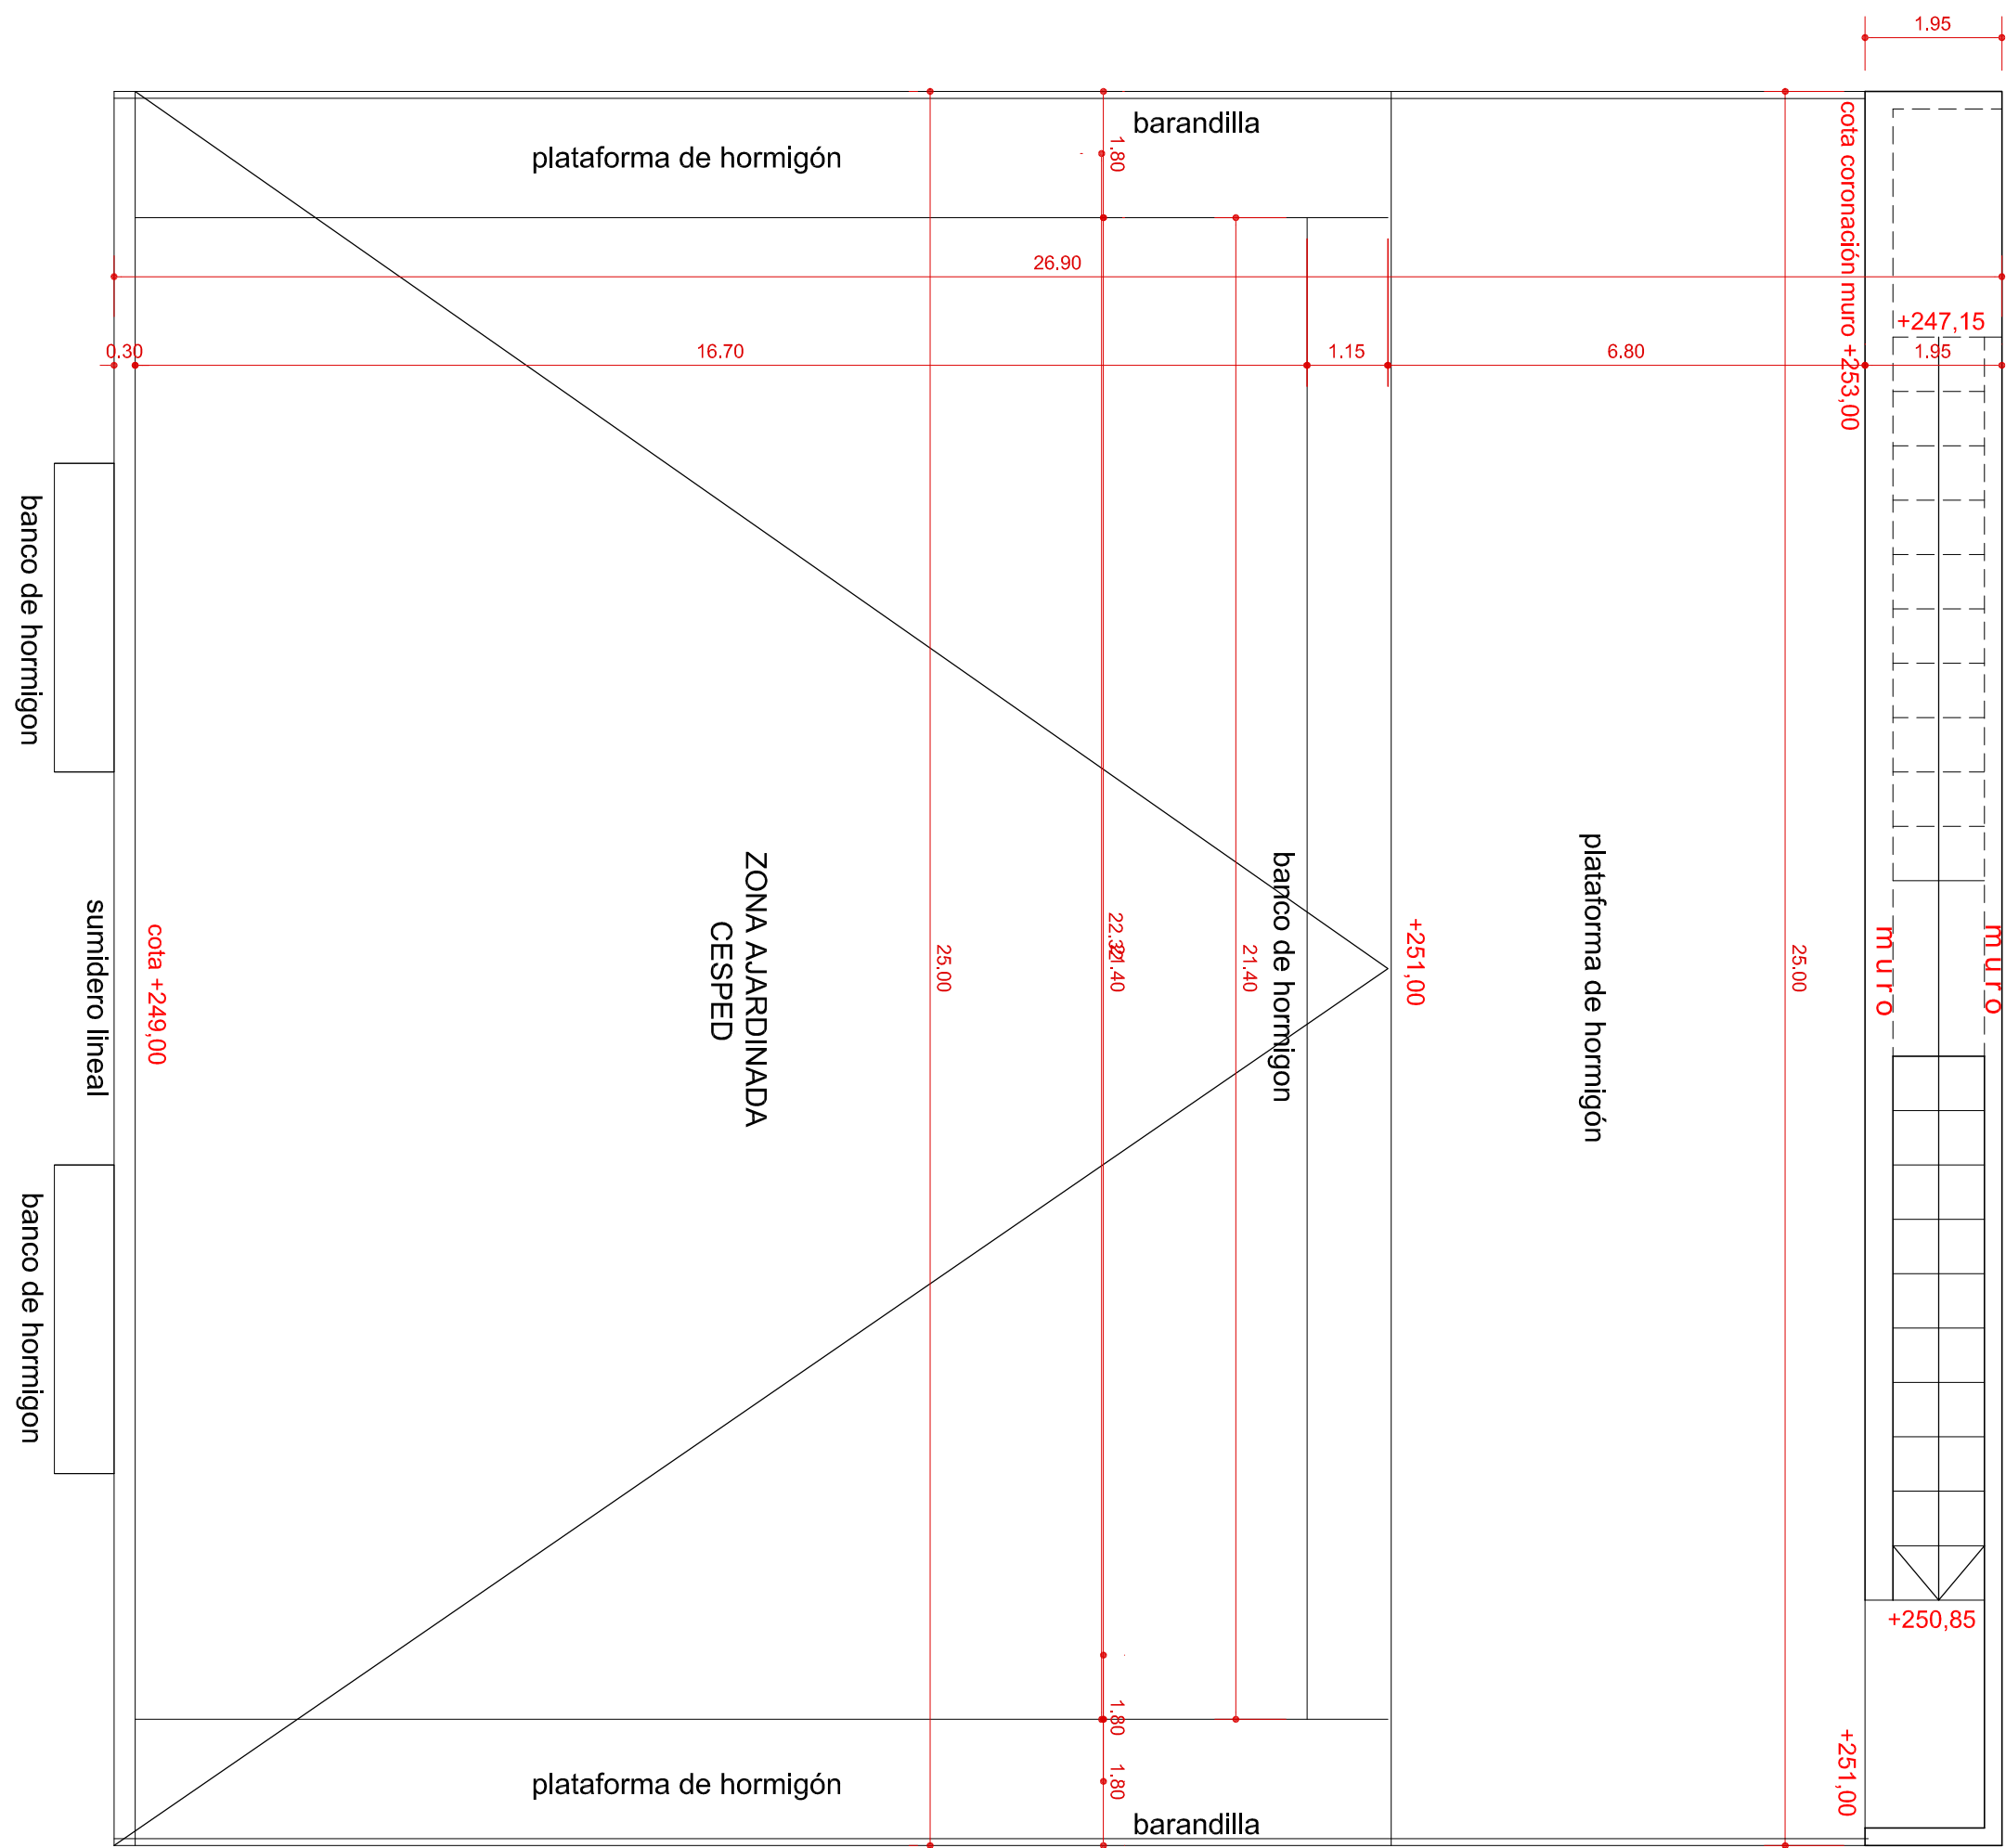 1.95
barandilla
plataforma de hormigón
1.80
cota coronación muro +253,00
26.90
+247,15
0.30
16.70
1.15
6.80
1.95
banco de hormigon
banco de hormigon
sumidero lineal
cota +249,00
ZONA AJARDINADA
CESPED
25.00
21.40
21.40
banco de hormigon
+251,00
plataforma de hormigón
25.00
muro
muro
+250,85
1.80
1.80
+251,00
plataforma de hormigón
barandilla